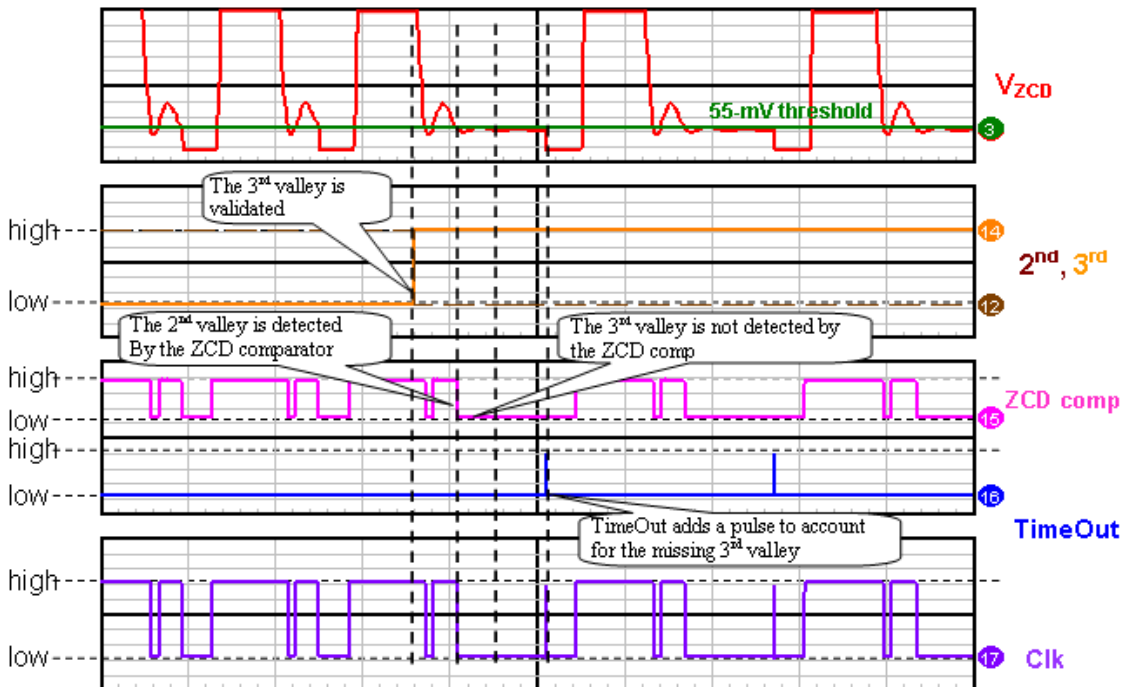 V_ZCD
55-mV threshold
3
The 3rd valley is
validated
high
14
2nd, 3rd
low
12
The 2nd valley is detected
By the ZCD comparator
The 3rd valley is not detected by
the ZCD comp
high
ZCD comp
low
15
high
low
16
TimeOut adds a pulse to account
for the missing 3rd valley
TimeOut
high
low
17
Clk